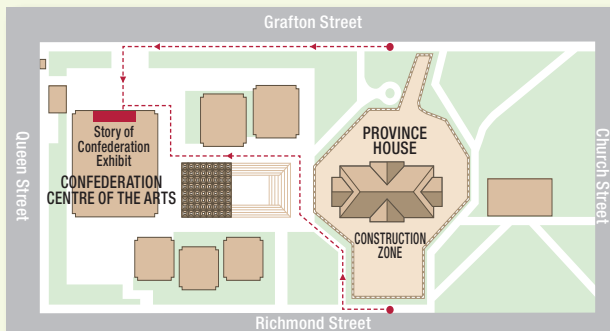 Grafton Street
Queen Street
Story of
Confederation
Exhibit
CONFEDERATION
CENTRE OF THE ARTS
PROVINCE
HOUSE
CONSTRUCTION
ZONE
Church Street
Richmond Street